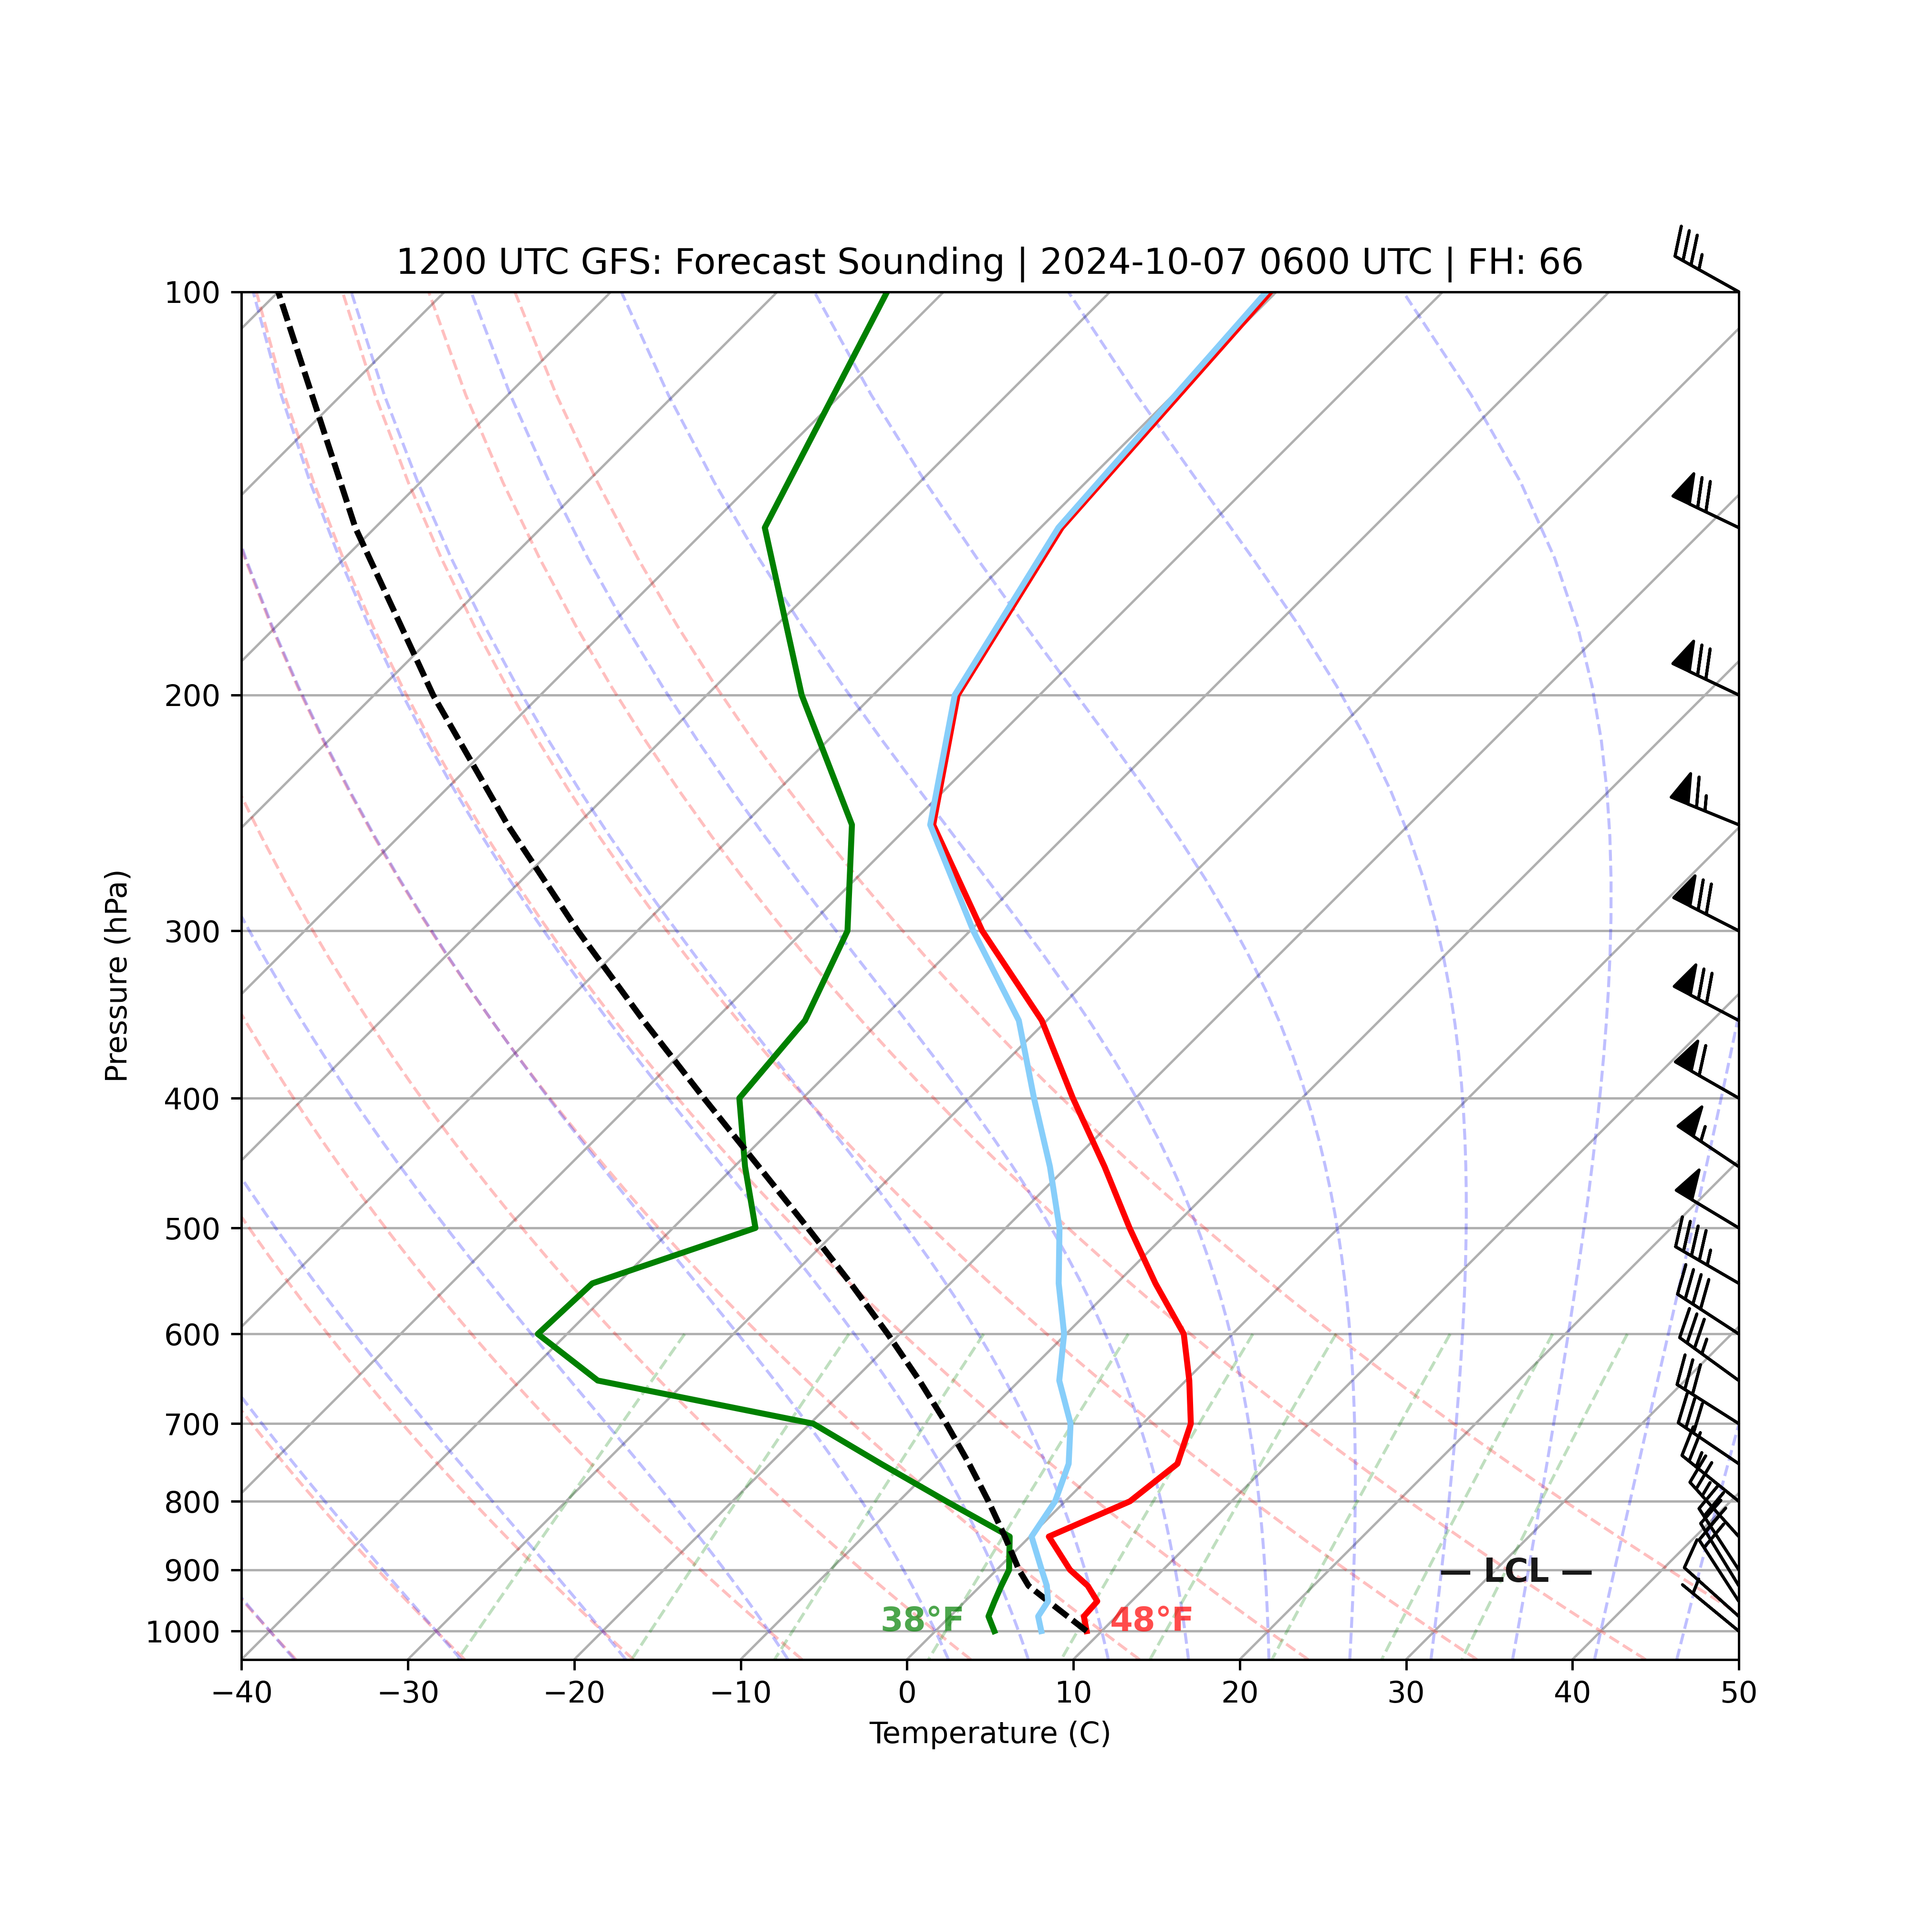 1200 UTC GFS: Forecast Sounding | 2024-10-07 0600 UTC | FH: 66
100
200
300
400
500
600
700
800
900
1000
Pressure (hPa)
— LCL —
38°F
48°F
−40 −30 −20 −10 0 10 20 30 40 50
Temperature (C)